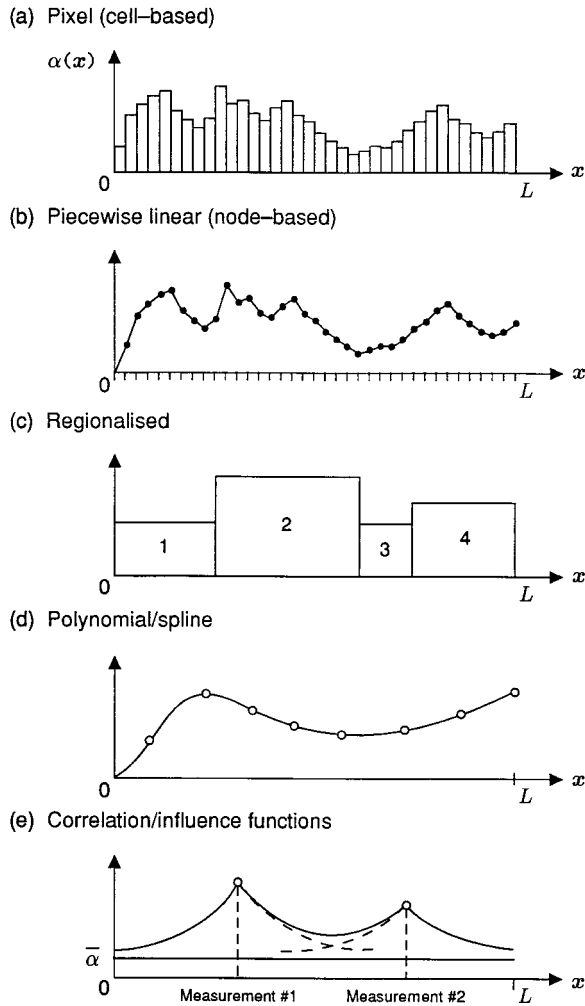 (a) Pixel (cell–based)
α(x)
0
L
x
(b) Piecewise linear (node–based)
0
L
x
(c) Regionalised
1
2
3
4
0
L
x
(d) Polynomial/spline
0
L
x
(e) Correlation/influence functions
α̅
0
Measurement #1
Measurement #2
L
x